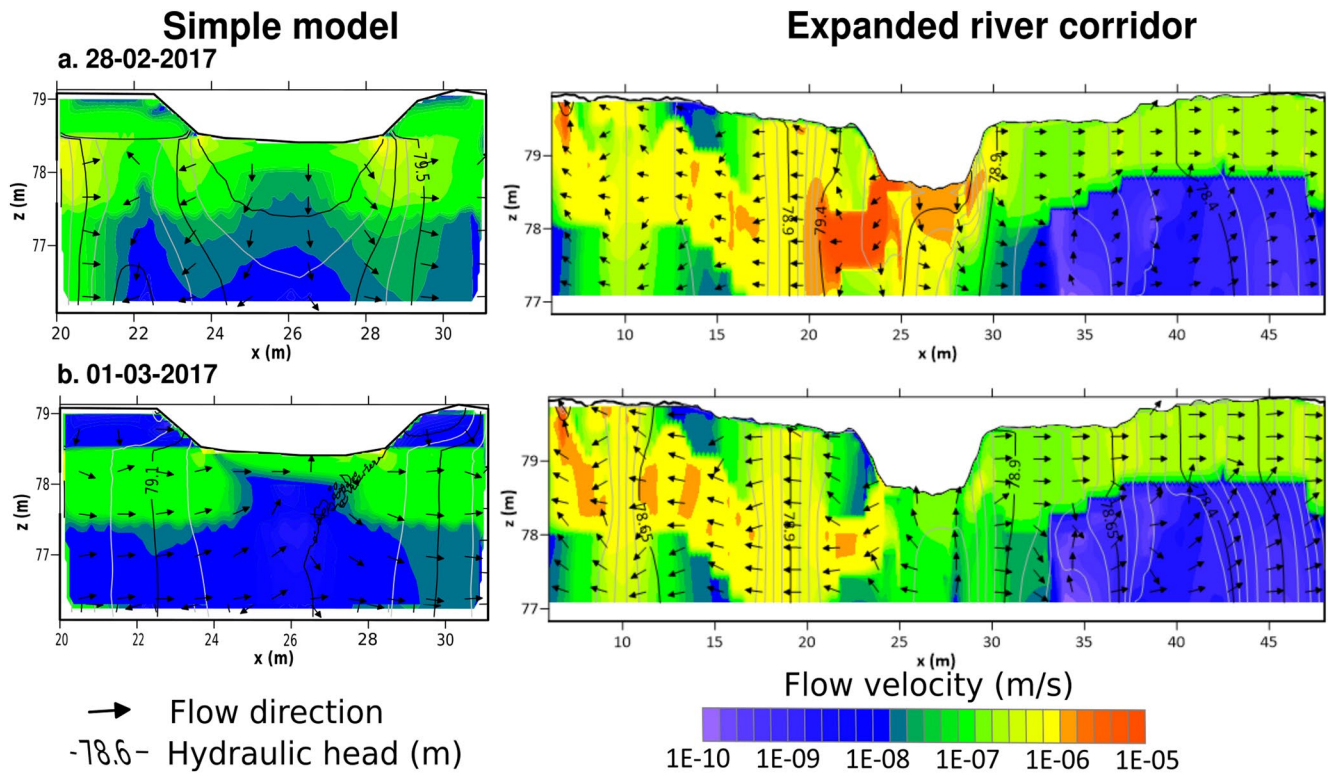 Simple model
Expanded river corridor
a. 28-02-2017
79
78
77
z (m)
79.5
20 22 24 26 28 30
x (m)
79
78
77
z (m)
78.9
79.4
78.9
78.4
10 15 20 25 30 35 40 45
x (m)
b. 01-03-2017
79
78
77
z (m)
79.1
20 22 24 26 28 30
x (m)
79
78
77
z (m)
78.65
78.9
78.9
78.65
78.4
10 15 20 25 30 35 40 45
x (m)
Flow direction
-78.6- Hydraulic head (m)
Flow velocity (m/s)
1E-10 1E-09 1E-08 1E-07 1E-06 1E-05